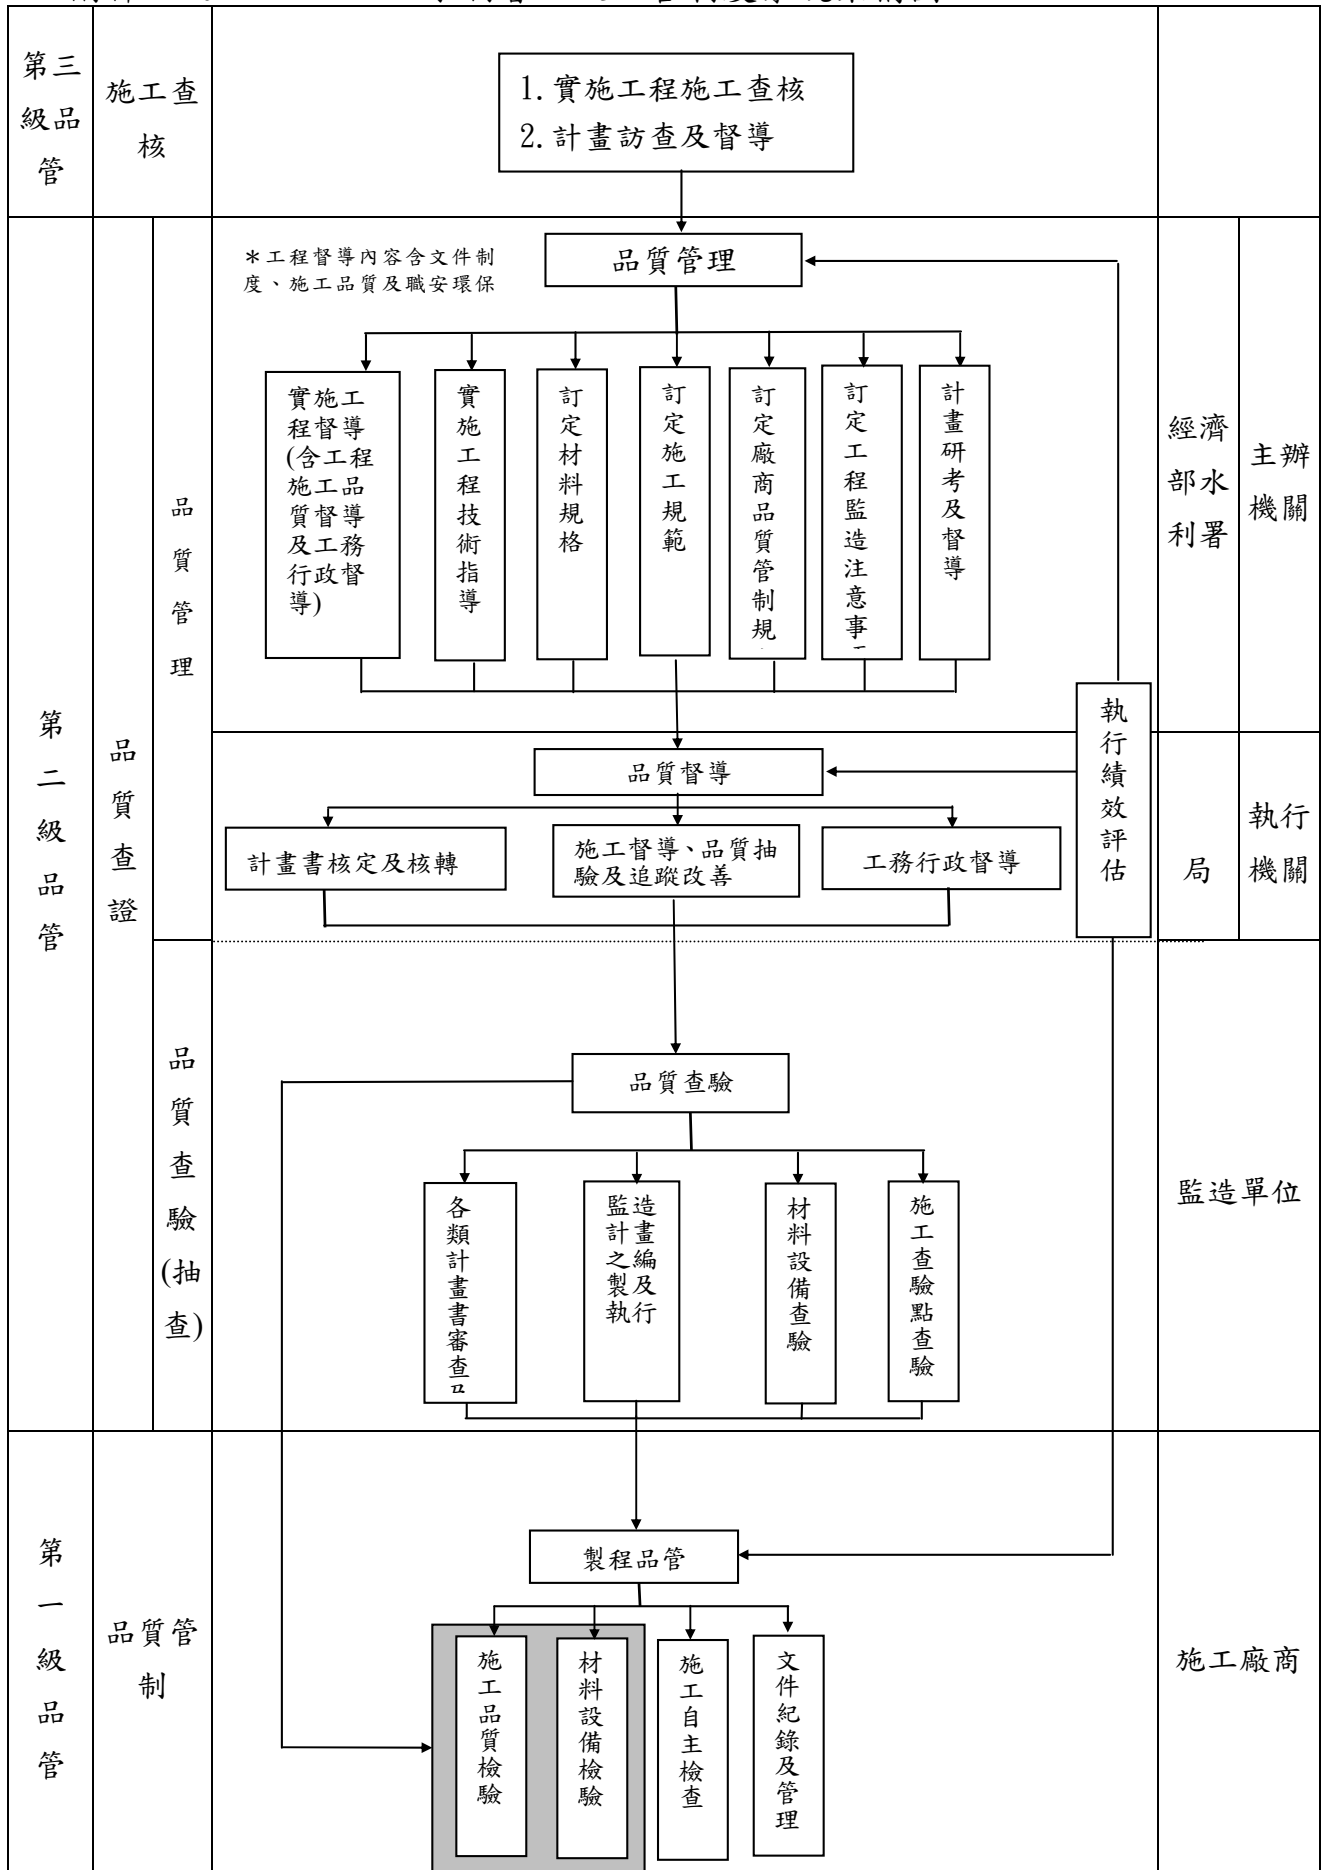 第三
級品
管
施工查
核
1.實施工程施工查核
2.計畫訪查及督導
第二級品管
品質查證
品質管理
*工程督導內容含文件制
度、施工品質及職安環保
品質管理
實施工
程督導
(含工程
施工品
質督導
及工務
行政督
導)
實施工程技術指導
訂定材料規格
訂定施工規範
訂定廠商品質管制規
訂定工程監造注意事
計畫研考及督導
經濟
部水
利署
主辦
機關
執行績效評估
品質督導
計畫書核定及核轉
施工督導、品質抽
驗及追蹤改善
工務行政督導
局
執行
機關
品質查驗(抽查)
品質查驗
各類計畫書審查及
監造
計畫
之編
製及
執行
材料設備查驗
施工查驗點查驗
監造單位
第一級品管
品質管
制
製程品管
施工品質檢驗
材料設備檢驗
施工自主檢查
文件紀錄及管理
施工廠商